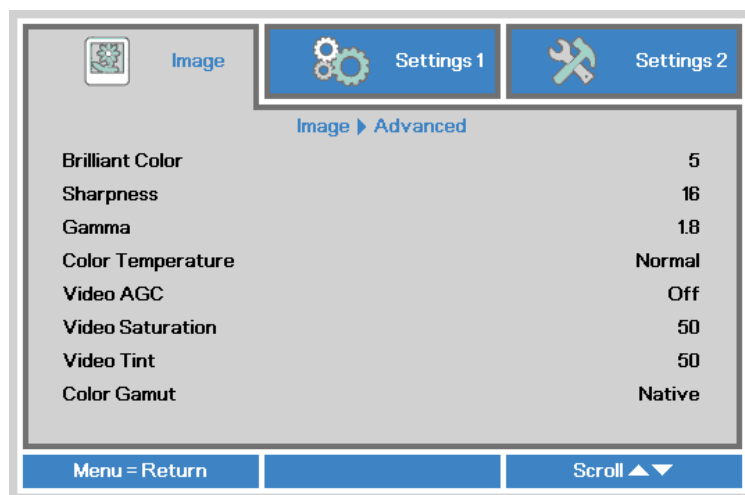 Image Settings 1 Settings 2
Image ▶ Advanced
Brilliant Color 5
Sharpness 16
Gamma 1.8
Color Temperature Normal
Video AGC Off
Video Saturation 50
Video Tint 50
Color Gamut Native
Menu = Return Scroll ▲▼